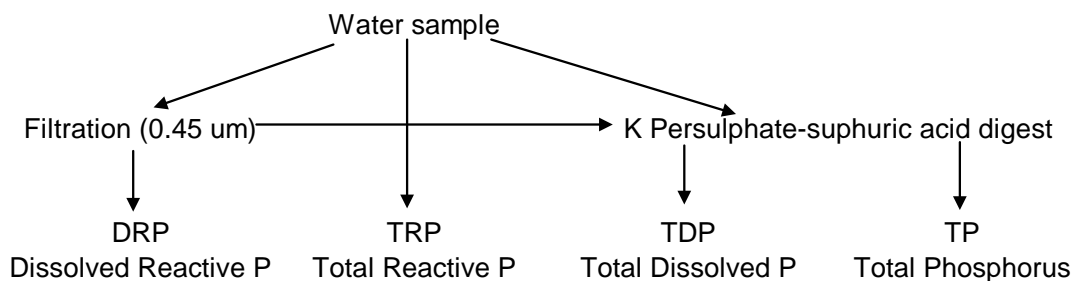 Water sample
Filtration (0.45 um)
K Persulphate-suphuric acid digest
DRP
TRP
TDP
TP
Dissolved Reactive P
Total Reactive P
Total Dissolved P
Total Phosphorus